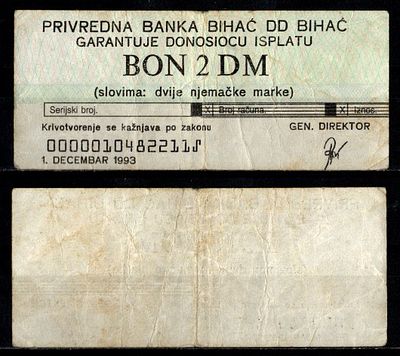 PRIVREDNA BANKA BIHAĆ DD BIHAĆ
GARANTUJE DONOSIOCU ISPLATU
BON 2 DM
(slovima: dvije njemačke marke)
Serijski broj. X Broj računa. X Iznos.
Krivotvorenje se kažnjava po zakonu GEN. DIREKTOR
0000010482211
1. DECEMBAR 1993